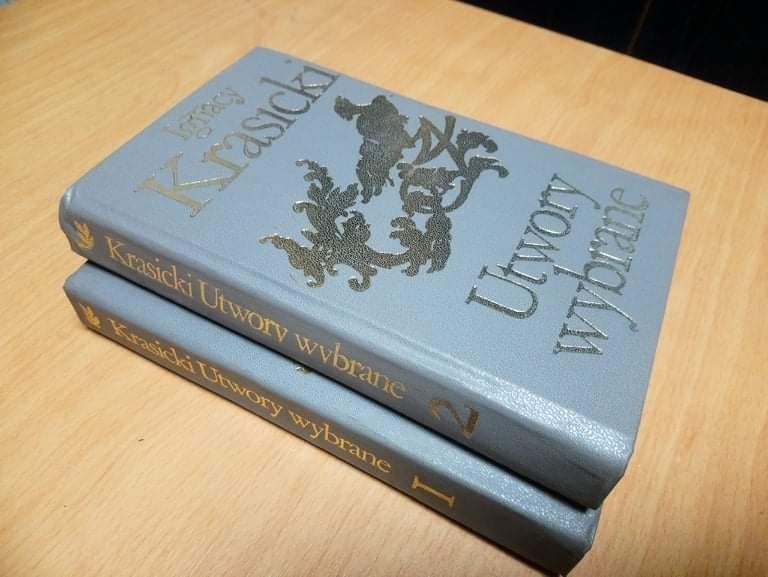 Ignacy
Krasicki
Utwory
wybrane
Krasicki Utwory wybrane 2
Krasicki Utwory wybrane I